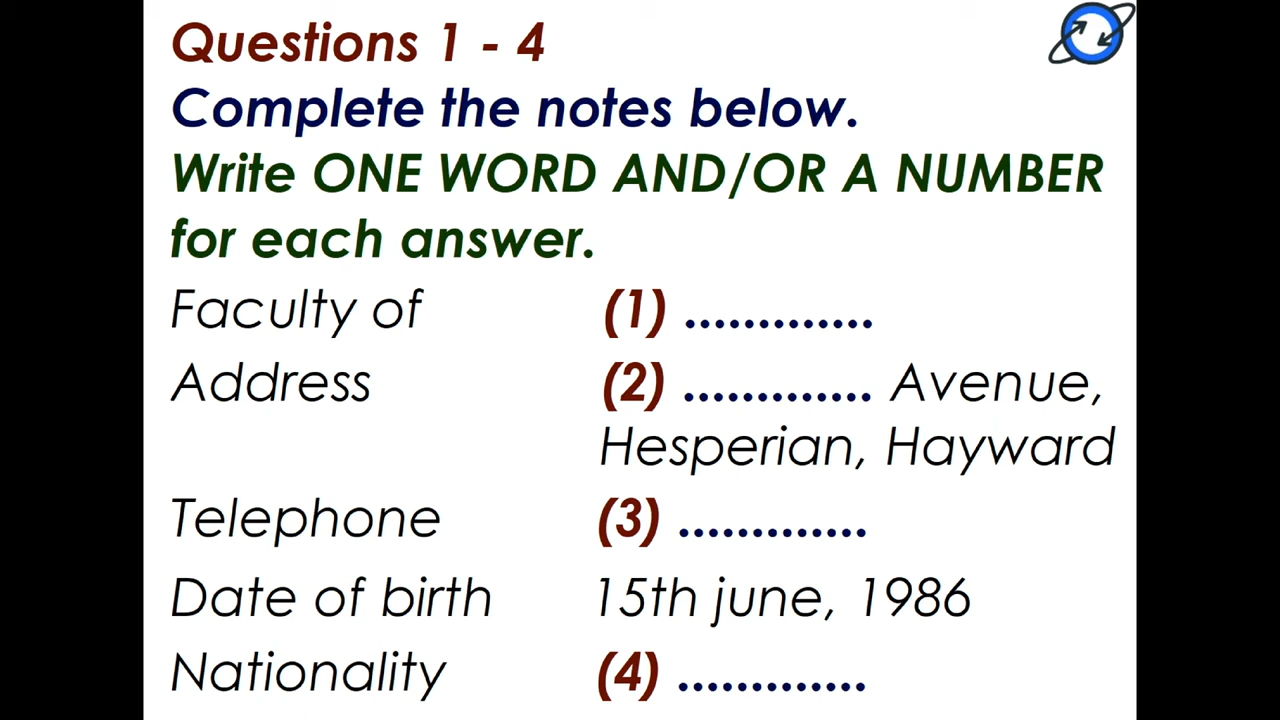 Questions 1 - 4
Complete the notes below.
Write ONE WORD AND/OR A NUMBER
for each answer.
Faculty of (1) .............
Address (2) ............. Avenue,
Hesperian, Hayward
Telephone (3) .............
Date of birth 15th june, 1986
Nationality (4) .............